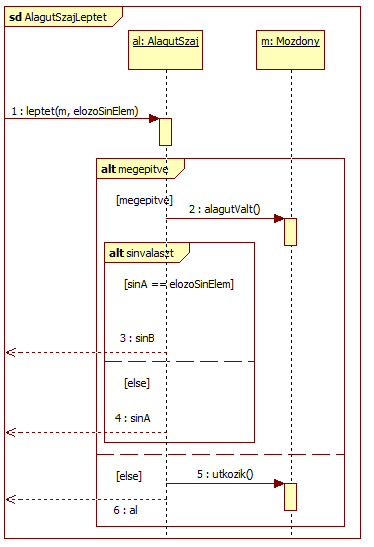 sd AlagutSzajLeptet
al: AlagutSzaj
m: Mozdony
1 : leptet(m, elozoSinElem)
alt megepitve
[megepitve]
2 : alagutValt()
alt sinvalaszt
[sinA == elozoSinElem]
3 : sinB
[else]
4 : sinA
[else]
5 : utkozik()
6 : al